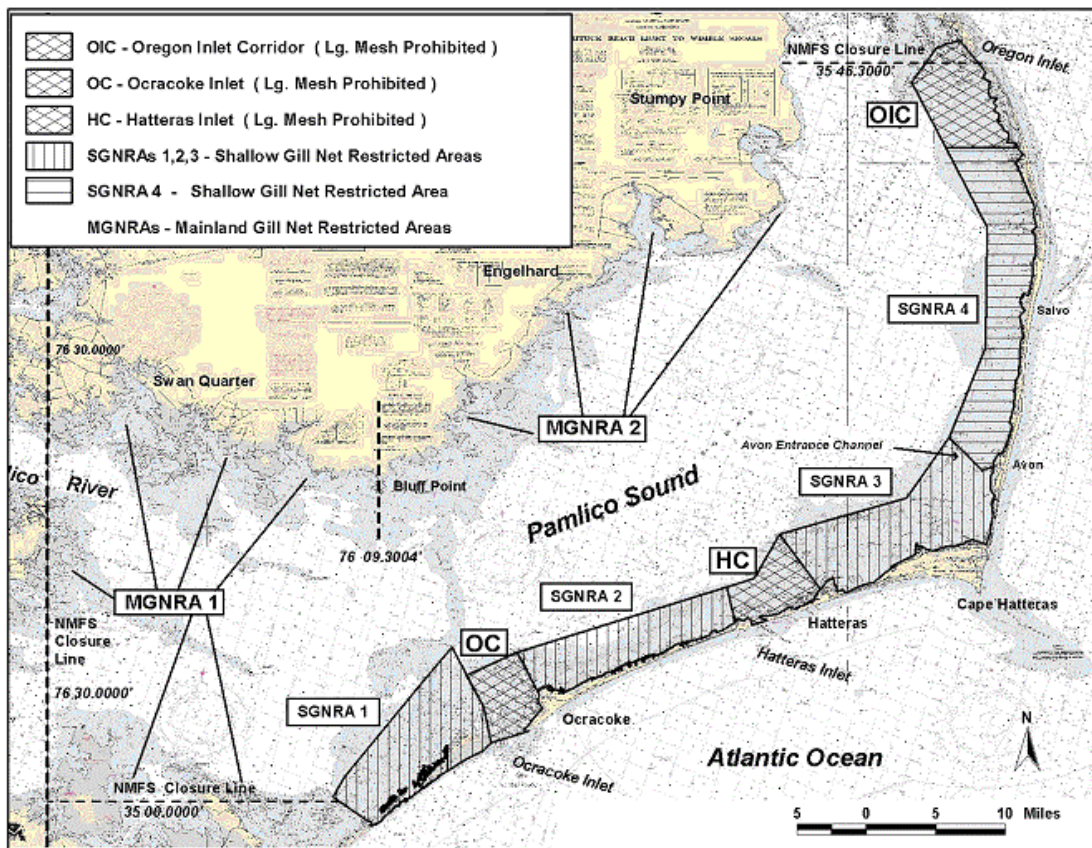 OIC - Oregon Inlet Corridor ( Lg. Mesh Prohibited )
OC - Ocracoke Inlet ( Lg. Mesh Prohibited )
HC - Hatteras Inlet ( Lg. Mesh Prohibited )
SGNRAs 1,2,3 - Shallow Gill Net Restricted Areas
SGNRA 4 - Shallow Gill Net Restricted Area
MGNRAs - Mainland Gill Net Restricted Areas
NMFS Closure Line
35 46.3000'
Oregon Inlet
Stumpy Point
OIC
Engelhard
SGNRA 4
Salvo
76 30.0000'
Swan Quarter
MGNRA 2
Avon Entrance Channel
Avon
lico River
Bluff Point
SGNRA 3
Pamlico Sound
76 09.3004'
HC
MGNRA 1
SGNRA 2
Cape Hatteras
NMFS
Closure
Line
Hatteras
OC
Hatteras Inlet
76 30.0000'
SGNRA 1
Ocracoke
N
Ocracoke Inlet
Atlantic Ocean
NMFS Closure Line
35 00.0000'
5 0 5 10 Miles